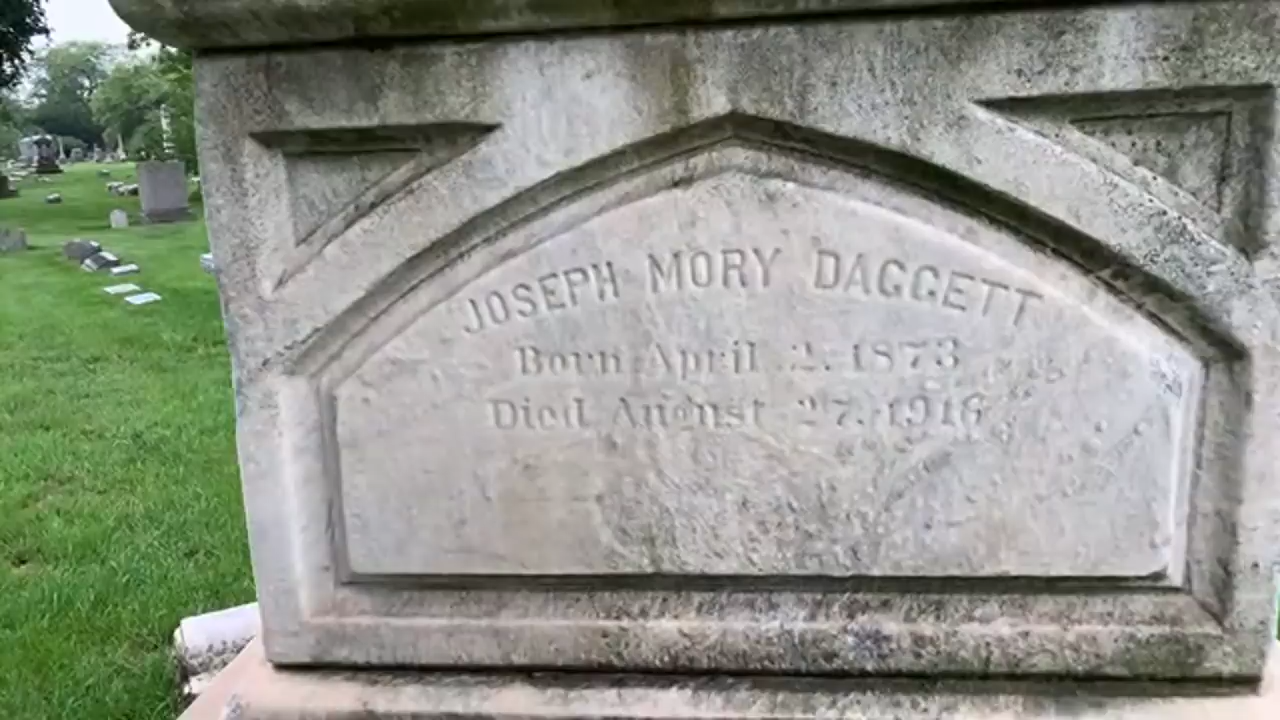 JOSEPH MORY DAGGETT
Born April 2. 1873
Died August 27. 1916